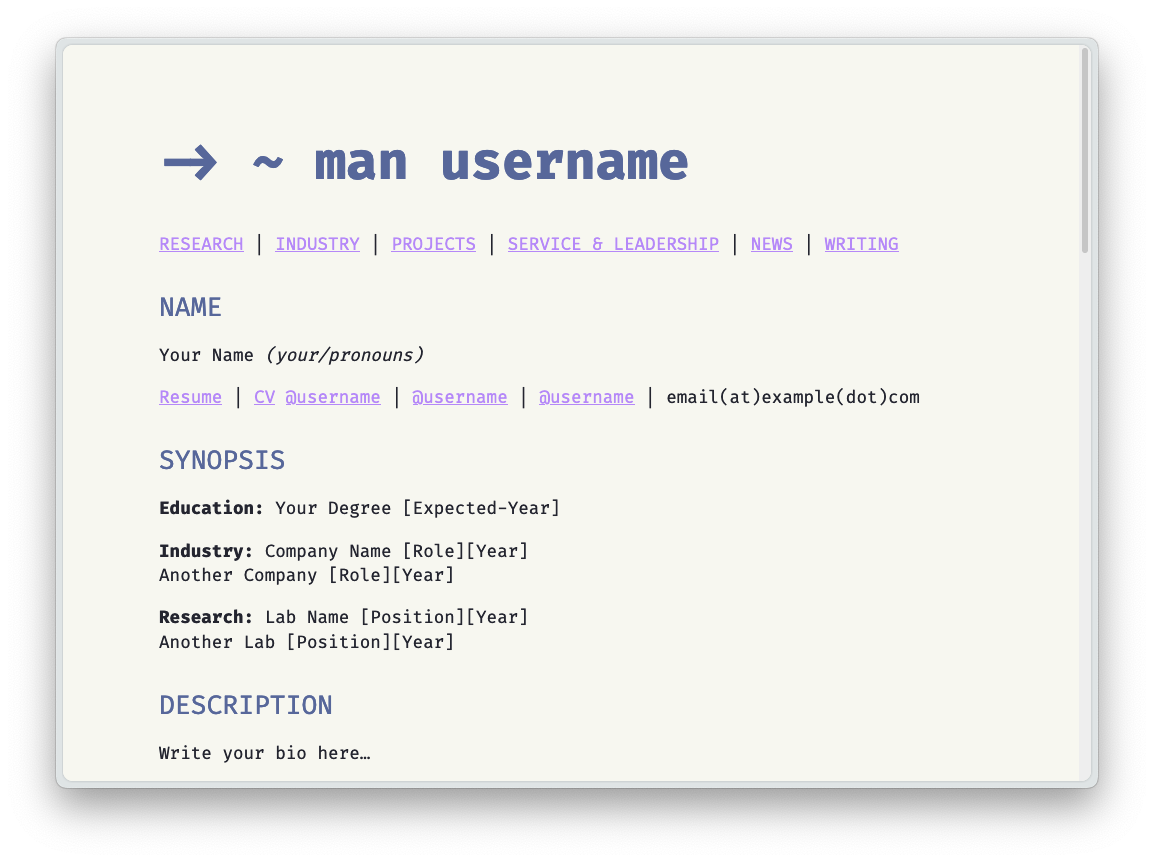 → ~ man username
RESEARCH | INDUSTRY | PROJECTS | SERVICE & LEADERSHIP | NEWS | WRITING
NAME
Your Name (your/pronouns)
Resume | CV @username | @username | @username | email(at)example(dot)com
SYNOPSIS
Education: Your Degree [Expected-Year]
Industry: Company Name [Role][Year]
Another Company [Role][Year]
Research: Lab Name [Position][Year]
Another Lab [Position][Year]
DESCRIPTION
Write your bio here…